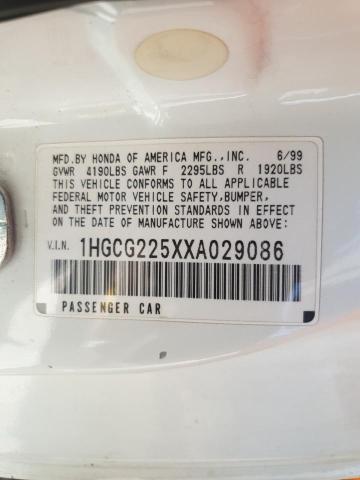 MFD.BY HONDA OF AMERICA MFG.,INC. 6/99
GVWR 4190LBS GAWR F 2295LBS R 1920LBS
THIS VEHICLE CONFORMS TO ALL APPLICABLE
FEDERAL MOTOR VEHICLE SAFETY,BUMPER,
AND THEFT PREVENTION STANDARDS IN EFFECT
ON THE DATE OF MANUFACTURE SHOWN ABOVE:
V.I.N. 1HGCG225XXA029086
PASSENGER CAR